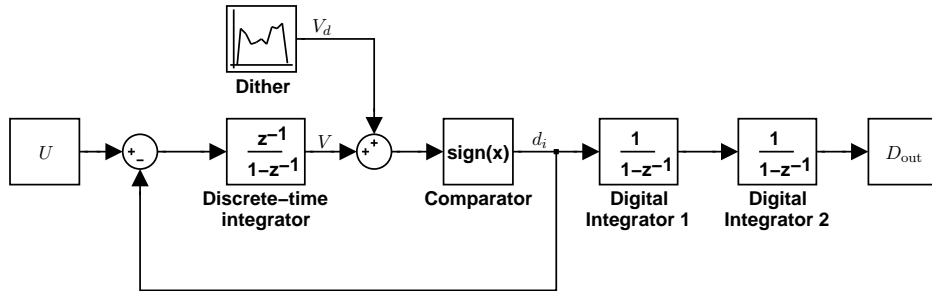 V_d
Dither
U
+
−
z⁻¹
1−z⁻¹
Discrete−time
integrator
V
+
+
sign(x)
Comparator
d_i
1
1−z⁻¹
Digital
Integrator 1
1
1−z⁻¹
Digital
Integrator 2
D_out